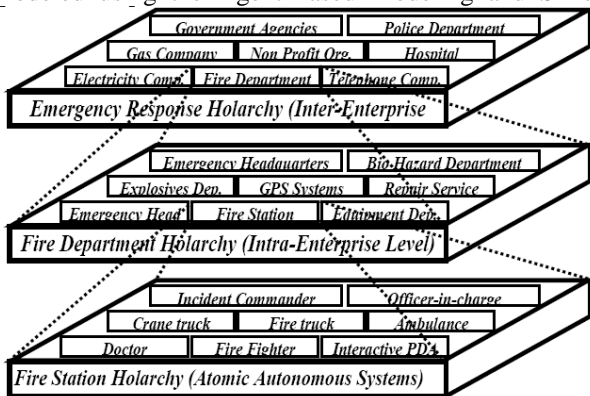 Government Agencies Police Department
Gas Company Non Profit Org. Hospital
Electricity Comp. Fire Department Telephone Comp.
Emergency Response Holarchy (Inter-Enterprise
Emergency Headquarters Bio-Hazard Department
Explosives Dep. GPS Systems Repair Service
Emergency Head Fire Station Equipment Dep.
Fire Department Holarchy (Intra-Enterprise Level)
Incident Commander Officer-in-charge
Crane truck Fire truck Ambulance
Doctor Fire Fighter Interactive PDA
Fire Station Holarchy (Atomic Autonomous Systems)